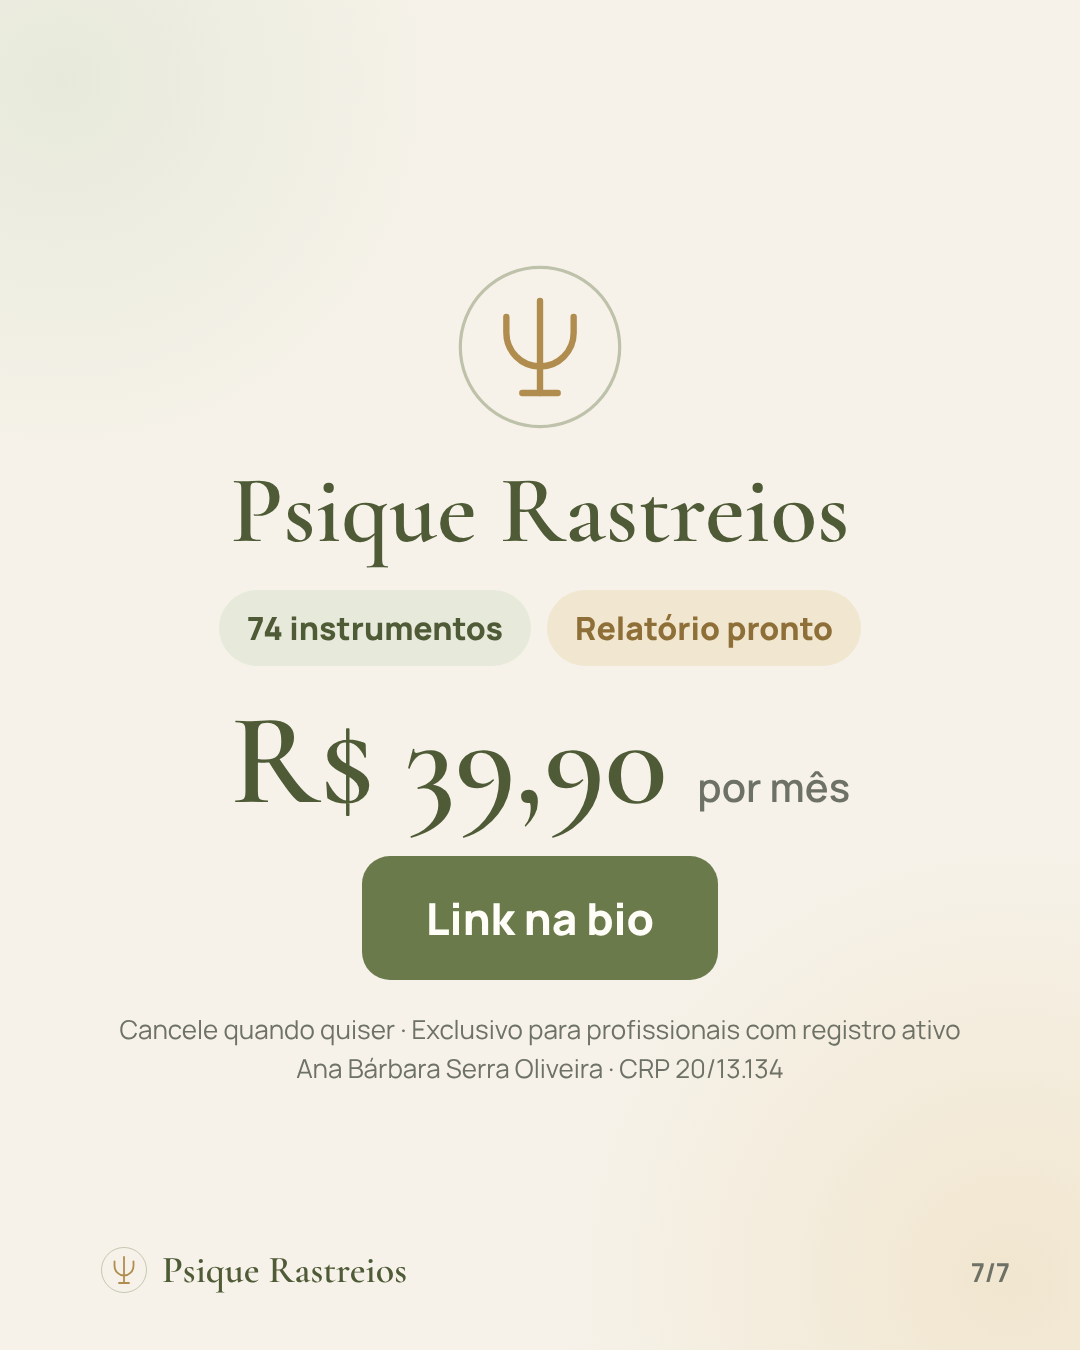 Psique Rastreios
74 instrumentos
Relatório pronto
R$ 39,90 por mês
Link na bio
Cancele quando quiser · Exclusivo para profissionais com registro ativo
Ana Bárbara Serra Oliveira · CRP 20/13.134
Psique Rastreios
7/7